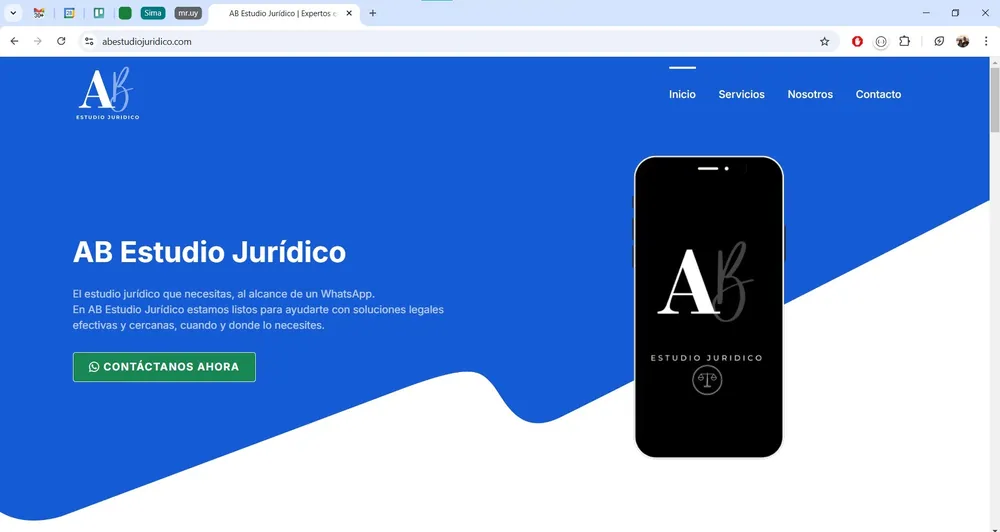 Sima
mr.uy
AB Estudio Jurídico | Expertos e
abestudiojuridico.com
AB
ESTUDIO JURIDICO
Inicio
Servicios
Nosotros
Contacto
AB Estudio Jurídico
El estudio jurídico que necesitas, al alcance de un WhatsApp.
En AB Estudio Jurídico estamos listos para ayudarte con soluciones legales
efectivas y cercanas, cuando y donde lo necesites.
CONTÁCTANOS AHORA
AB
ESTUDIO JURIDICO